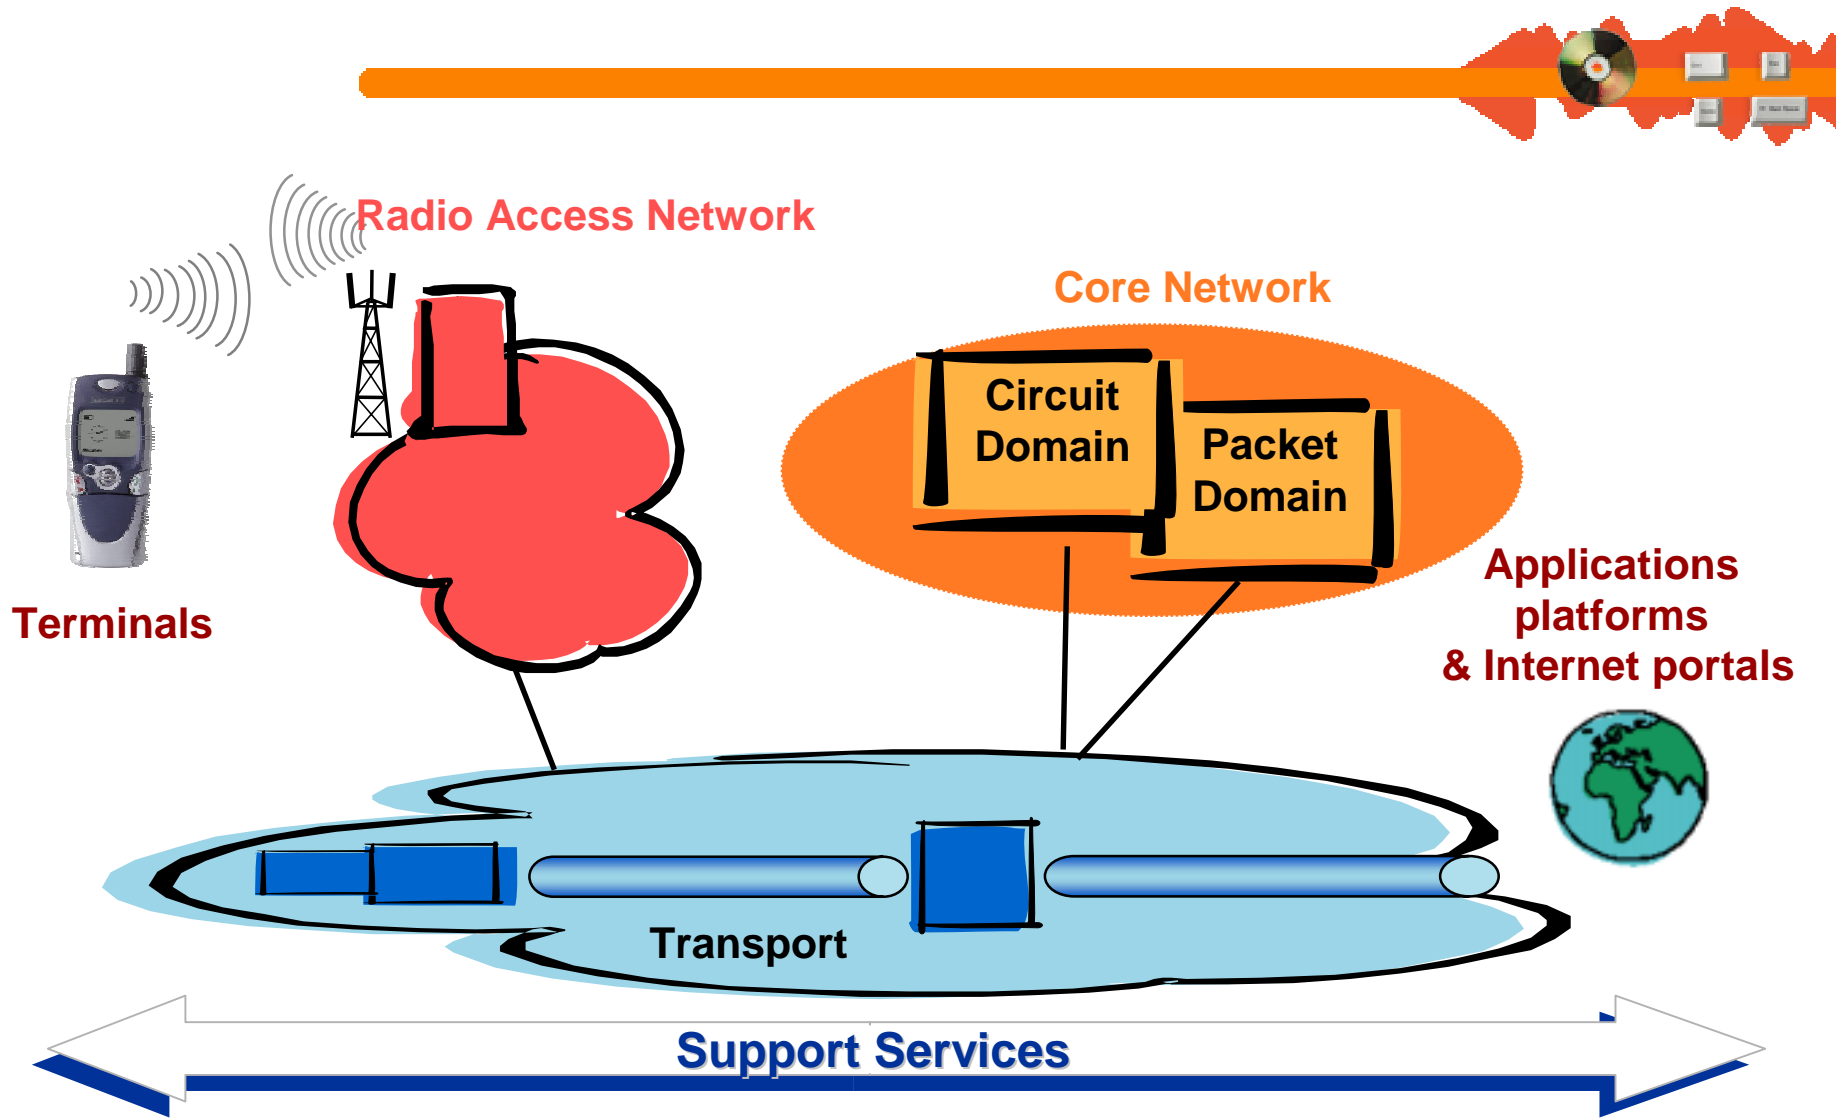 Radio Access Network
Core Network
Circuit
Domain
Packet
Domain
Applications
platforms
& Internet portals
Terminals
Transport
Support Services